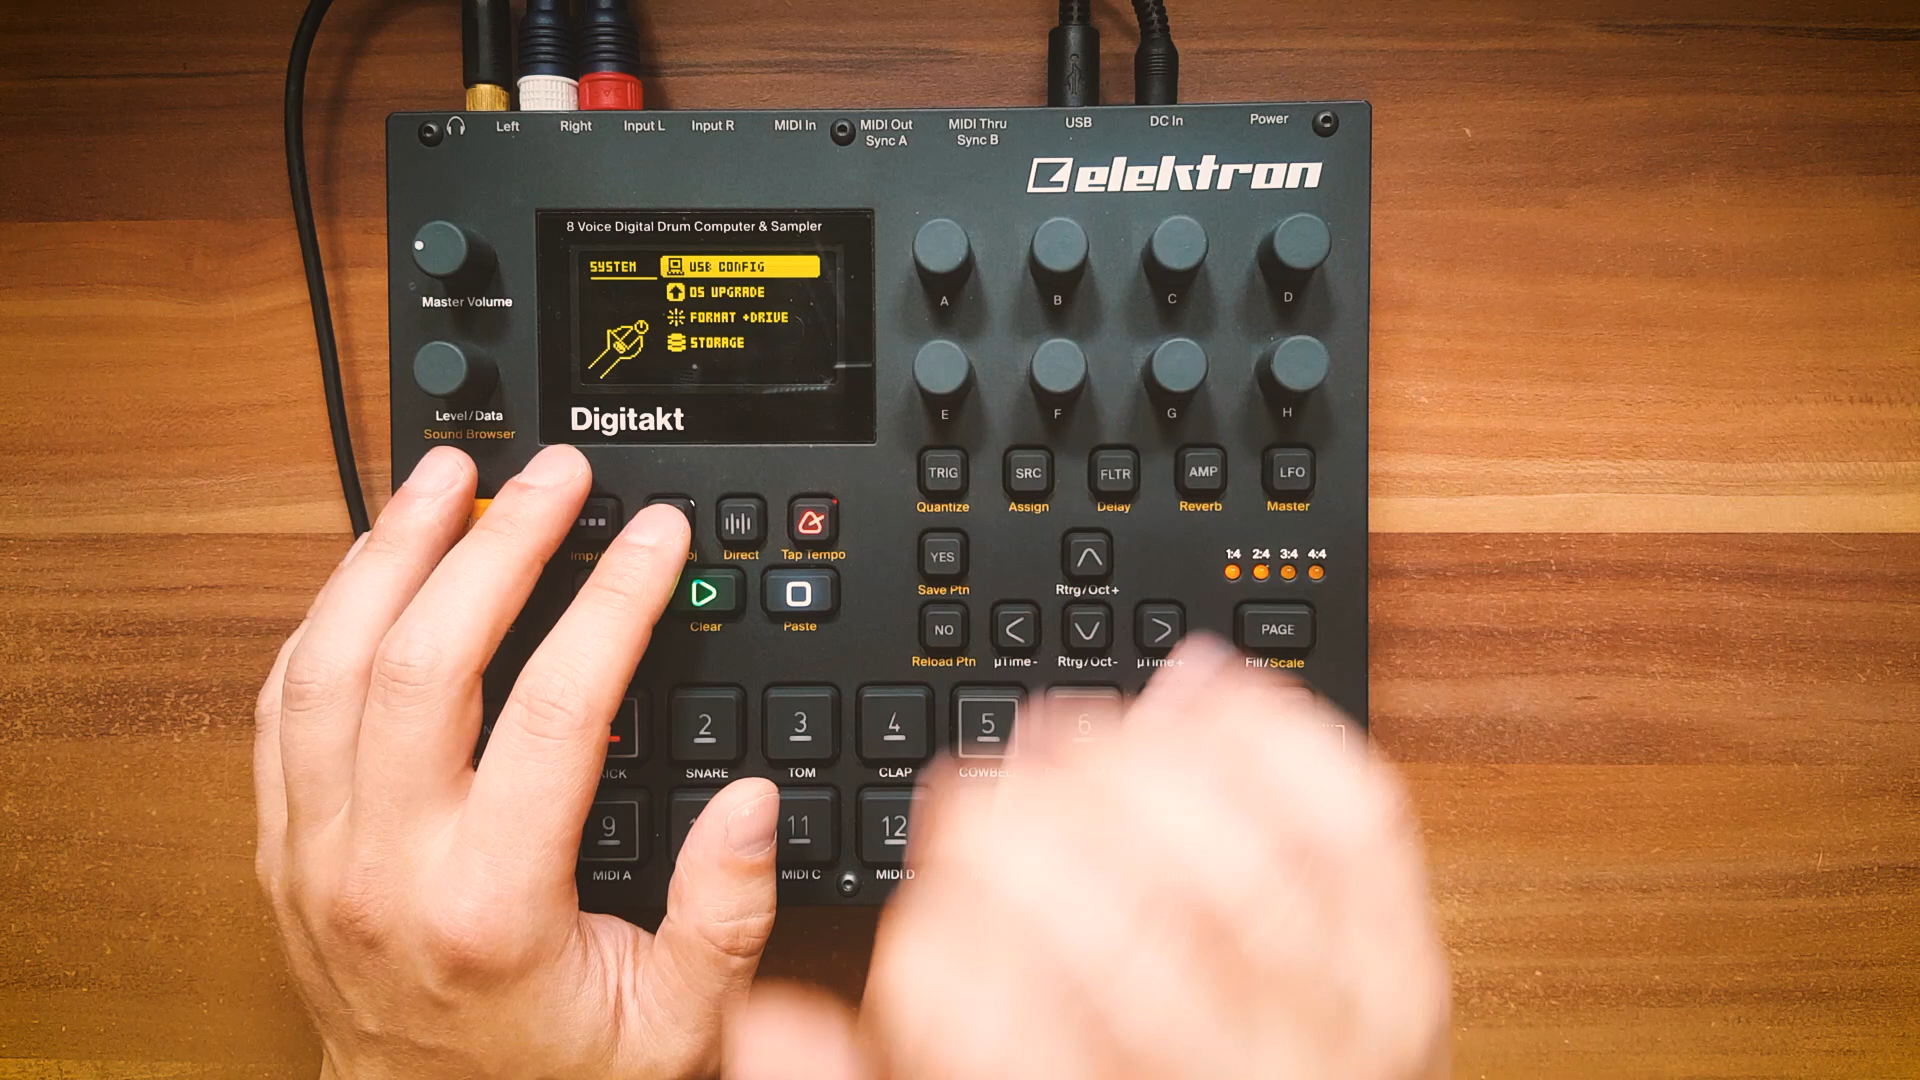 Left
Right
Input L
Input R
MIDI In
MIDI Out
Sync A
MIDI Thru
Sync B
USB
DC In
Power
elektron
8 Voice Digital Drum Computer & Sampler
SYSTEM
USB CONFIG
OS UPGRADE
FORMAT +DRIVE
STORAGE
Digitakt
Master Volume
Level/Data
Sound Browser
A
B
C
D
E
F
G
H
TRIG
SRC
FLTR
AMP
LFO
Quantize
Assign
Delay
Reverb
Master
Direct
Tap Tempo
YES
Save Ptn
Rtrg/Oct+
1:4
2:4
3:4
4:4
Clear
Paste
NO
PAGE
Reload Ptn
µTime-
Rtrg/Oct-
µTime+
Fill/Scale
2
3
4
5
6
SNARE
TOM
CLAP
9
11
12
MIDI A
MIDI C
MIDI D